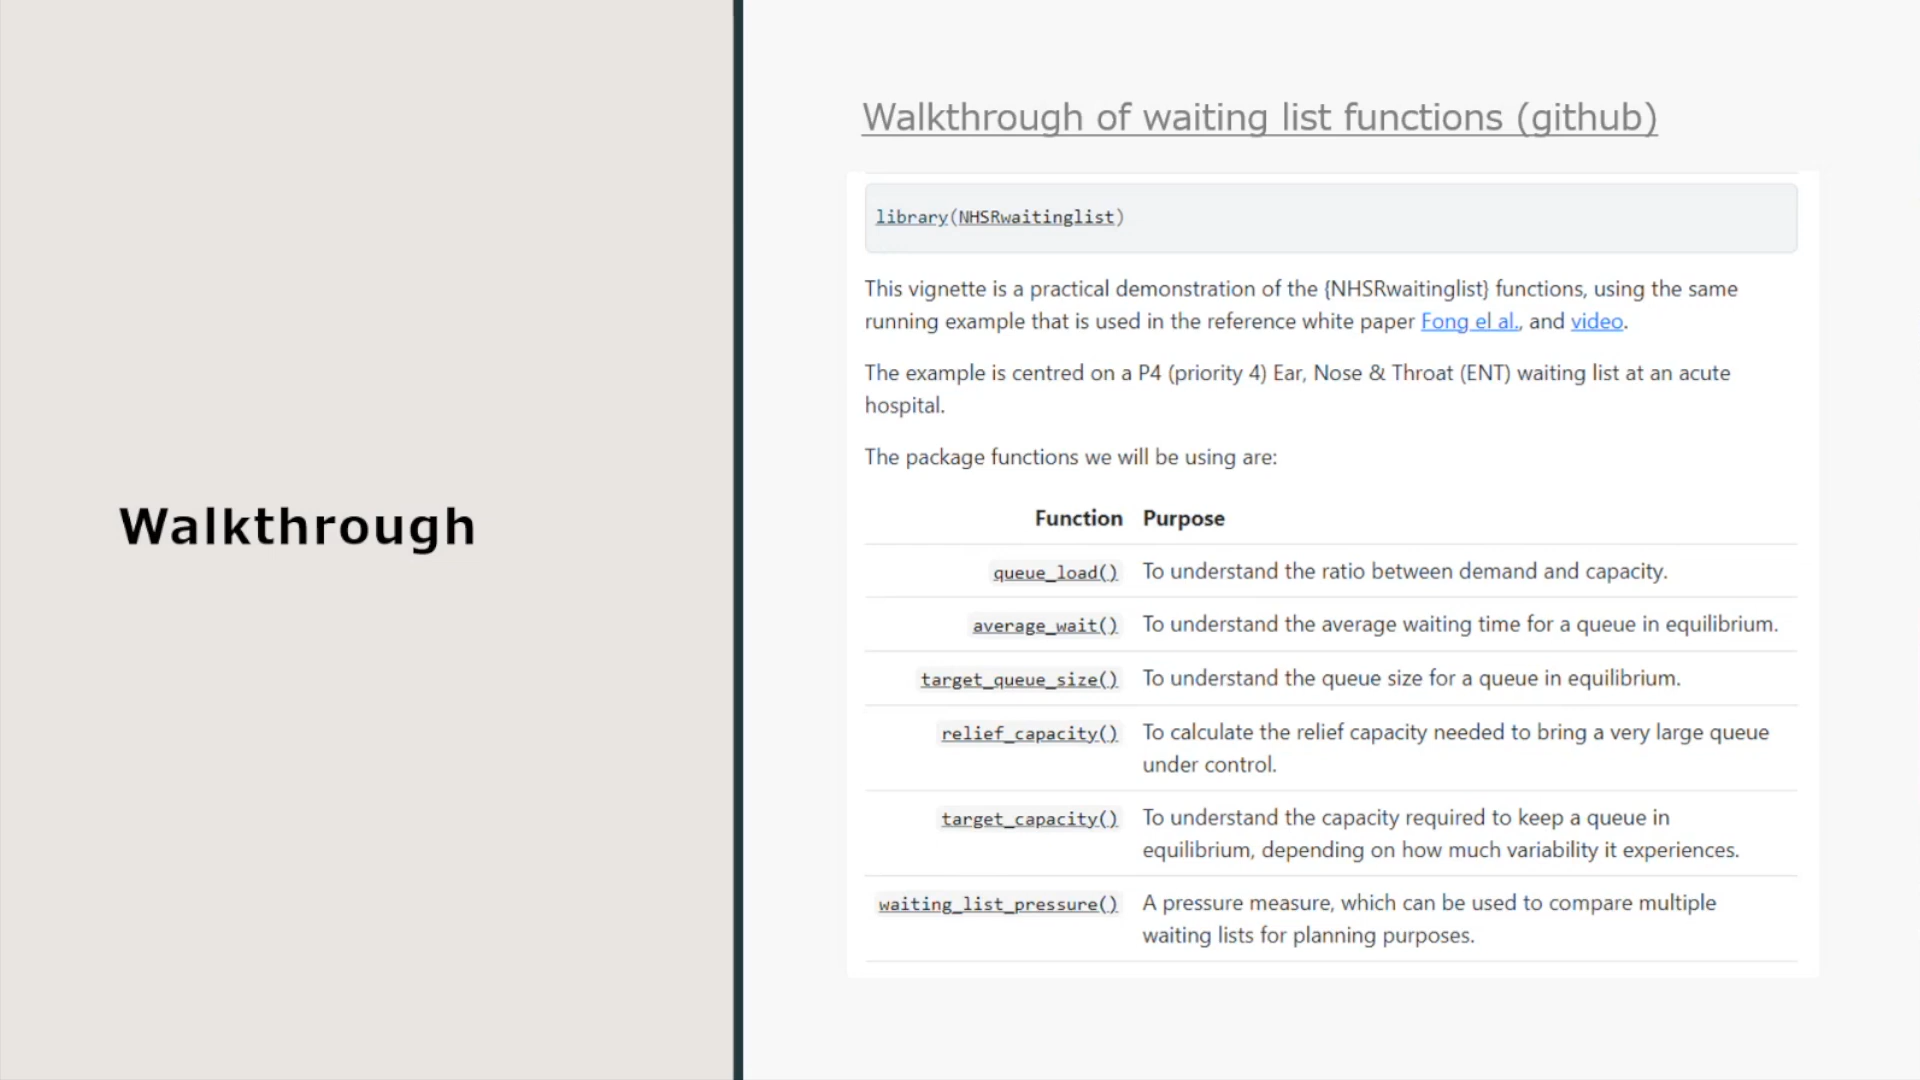 Walkthrough
Walkthrough of waiting list functions (github)
library(NHSRwaitinglist)
This vignette is a practical demonstration of the {NHSRwaitinglist} functions, using the same
running example that is used in the reference white paper Fong el al., and video.
The example is centred on a P4 (priority 4) Ear, Nose & Throat (ENT) waiting list at an acute
hospital.
The package functions we will be using are:
Function Purpose
queue_load() To understand the ratio between demand and capacity.
average_wait() To understand the average waiting time for a queue in equilibrium.
target_queue_size() To understand the queue size for a queue in equilibrium.
relief_capacity() To calculate the relief capacity needed to bring a very large queue
under control.
target_capacity() To understand the capacity required to keep a queue in
equilibrium, depending on how much variability it experiences.
waiting_list_pressure() A pressure measure, which can be used to compare multiple
waiting lists for planning purposes.